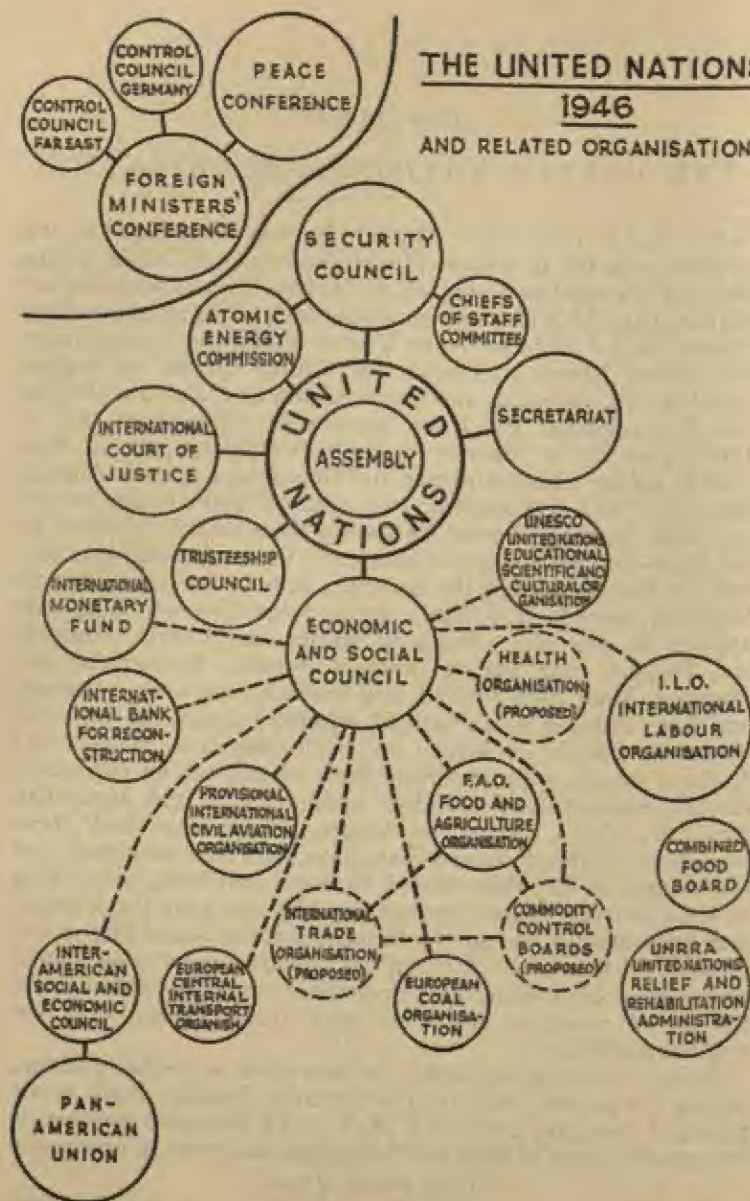 THE UNITED NATIONS
1946
AND RELATED ORGANISATION
CONTROL
COUNCIL
GERMANY
PEACE
CONFERENCE
CONTROL
COUNCIL
FAR EAST
FOREIGN
MINISTERS'
CONFERENCE
SECURITY
COUNCIL
ATOMIC
ENERGY
COMMISSION
CHIEFS
OF STAFF
COMMITTEE
UNITED
NATIONS
ASSEMBLY
SECRETARIAT
INTERNATIONAL
COURT OF
JUSTICE
TRUSTEESHIP
COUNCIL
UNESCO
UNITED NATIONS
EDUCATIONAL
SCIENTIFIC AND
CULTURAL OR-
GANISATION
INTERNATIONAL
MONETARY
FUND
ECONOMIC
AND SOCIAL
COUNCIL
HEALTH
ORGANISATION
(PROPOSED)
I.L.O.
INTERNATIONAL
LABOUR
ORGANISATION
INTERNAT-
IONAL BANK
FOR RECON-
STRUCTION
PROVISIONAL
INTERNATIONAL
CIVIL AVIATION
ORGANISATION
F.A.O.
FOOD AND
AGRICULTURE
ORGANISATION
COMBINED
FOOD
BOARD
INTERNATIONAL
TRADE
ORGANISATION
(PROPOSED)
COMMODITY
CONTROL
BOARDS
(PROPOSED)
INTER-
AMERICAN
SOCIAL AND
ECONOMIC
COUNCIL
EUROPEAN
CENTRAL
INTERNAL
TRANSPORT
ORGANISN
EUROPEAN
COAL
ORGANISA-
TION
UNRRA
UNITED NATIONS
RELIEF AND
REHABILITATION
ADMINISTRA-
TION
PAN-
AMERICAN
UNION